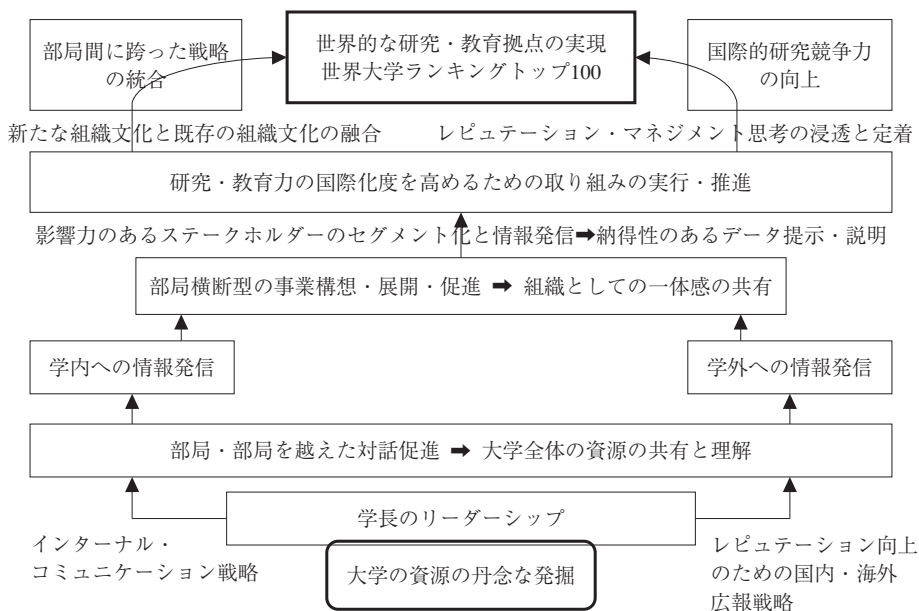 部局間に跨った戦略
の統合
世界的な研究・教育拠点の実現
世界大学ランキングトップ100
国際的研究競争力
の向上
新たな組織文化と既存の組織文化の融合
レピュテーション・マネジメント思考の浸透と定着
研究・教育力の国際化度を高めるための取り組みの実行・推進
影響力のあるステークホルダーのセグメント化と情報発信➡納得性のあるデータ提示・説明
部局横断型の事業構想・展開・促進 ➡ 組織としての一体感の共有
学内への情報発信
学外への情報発信
部局・部局を越えた対話促進 ➡ 大学全体の資源の共有と理解
学長のリーダーシップ
インターナル・
コミュニケーション戦略
大学の資源の丹念な発掘
レピュテーション向上
のための国内・海外
広報戦略